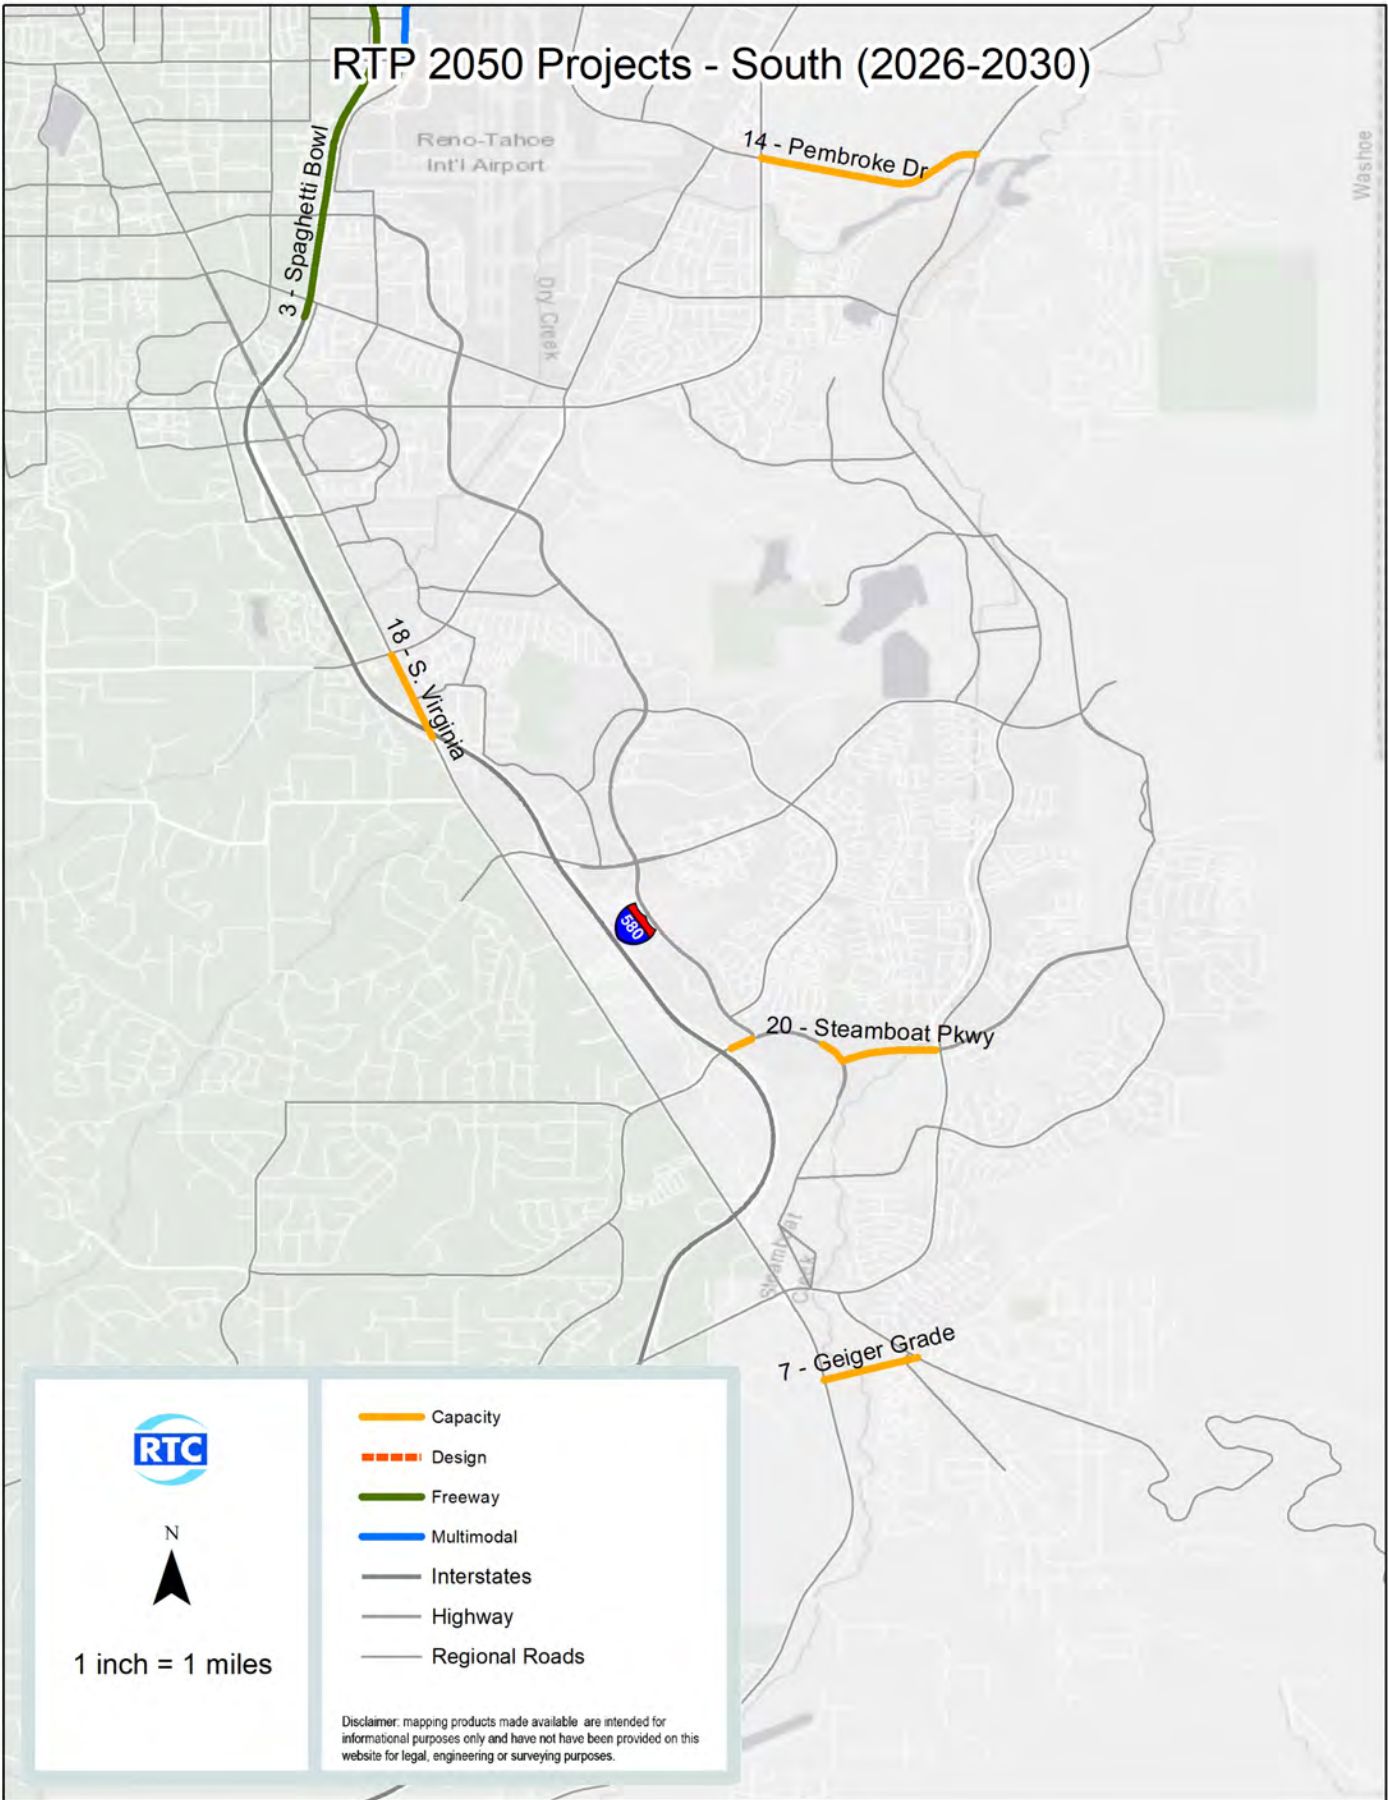 RTP 2050 Projects - South (2026-2030)
Reno-Tahoe
Int'l Airport
14 - Pembroke Dr
Washoe
3 - Spaghetti Bowl
Dry Creek
18 - S. Virginia
580
20 - Steamboat Pkwy
Steamboat
Creek
7 - Geiger Grade
RTC
N
1 inch = 1 miles
Capacity
Design
Freeway
Multimodal
Interstates
Highway
Regional Roads
Disclaimer: mapping products made available are intended for
informational purposes only and have not have been provided on this
website for legal, engineering or surveying purposes.